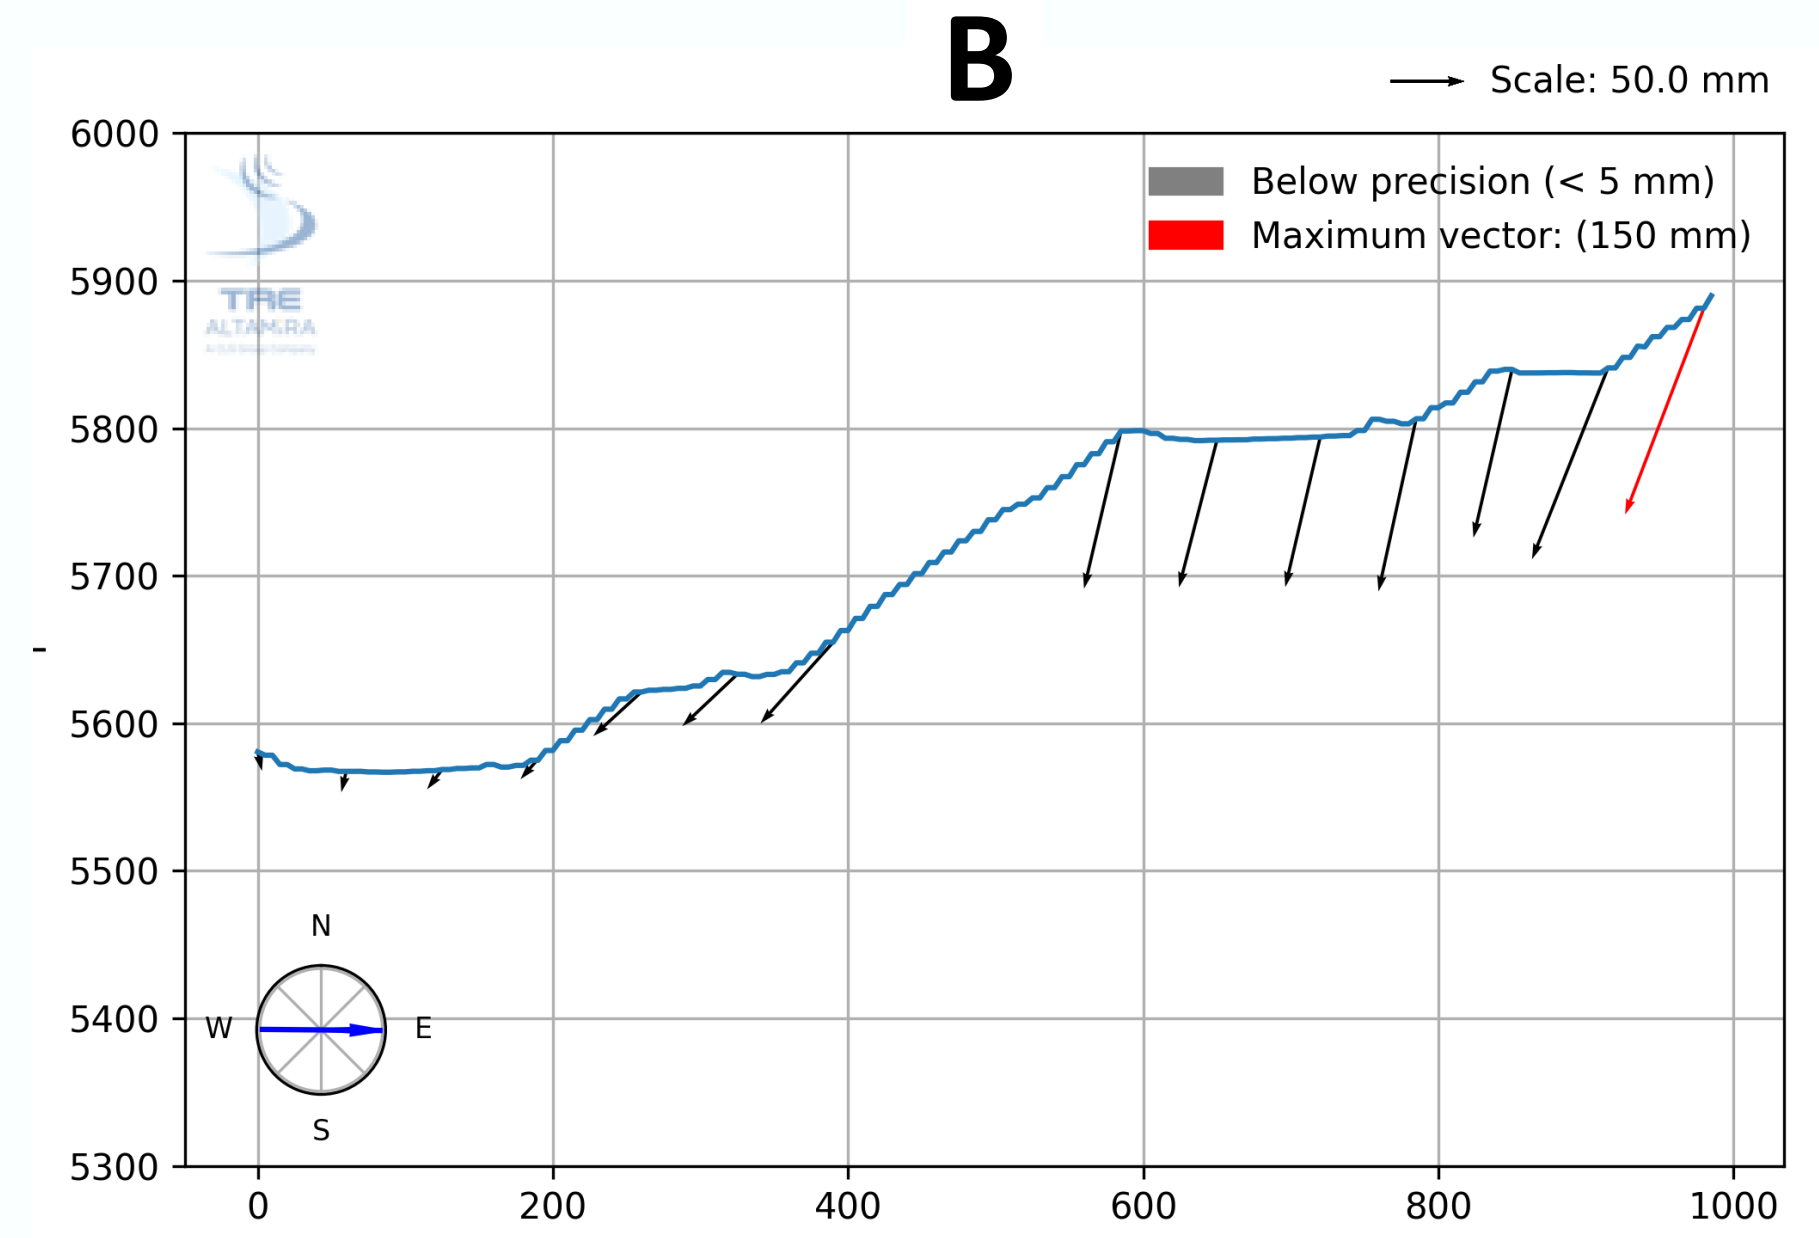 B
Scale: 50.0 mm
6000
Below precision (< 5 mm)
Maximum vector: (150 mm)
5900
TRE
ALTAMIRA
5800
5700
5600
5500
N
5400
W
E
S
5300
0
200
400
600
800
1000